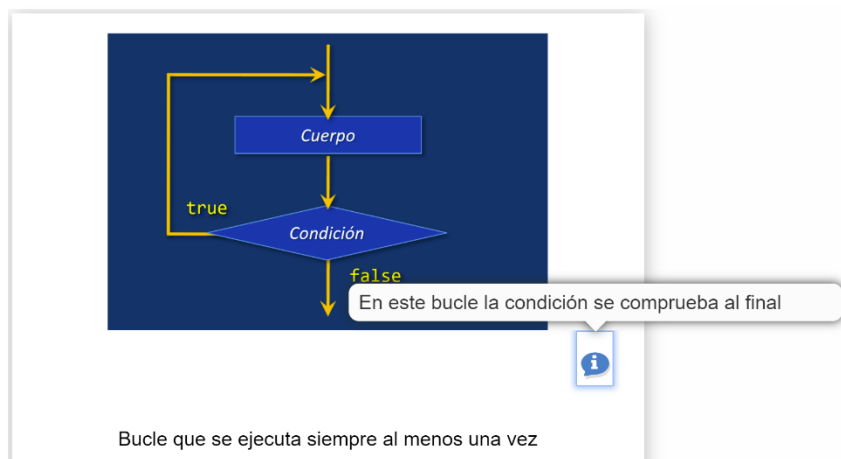 Cuerpo
true
Condición
false
En este bucle la condición se comprueba al final
Bucle que se ejecuta siempre al menos una vez